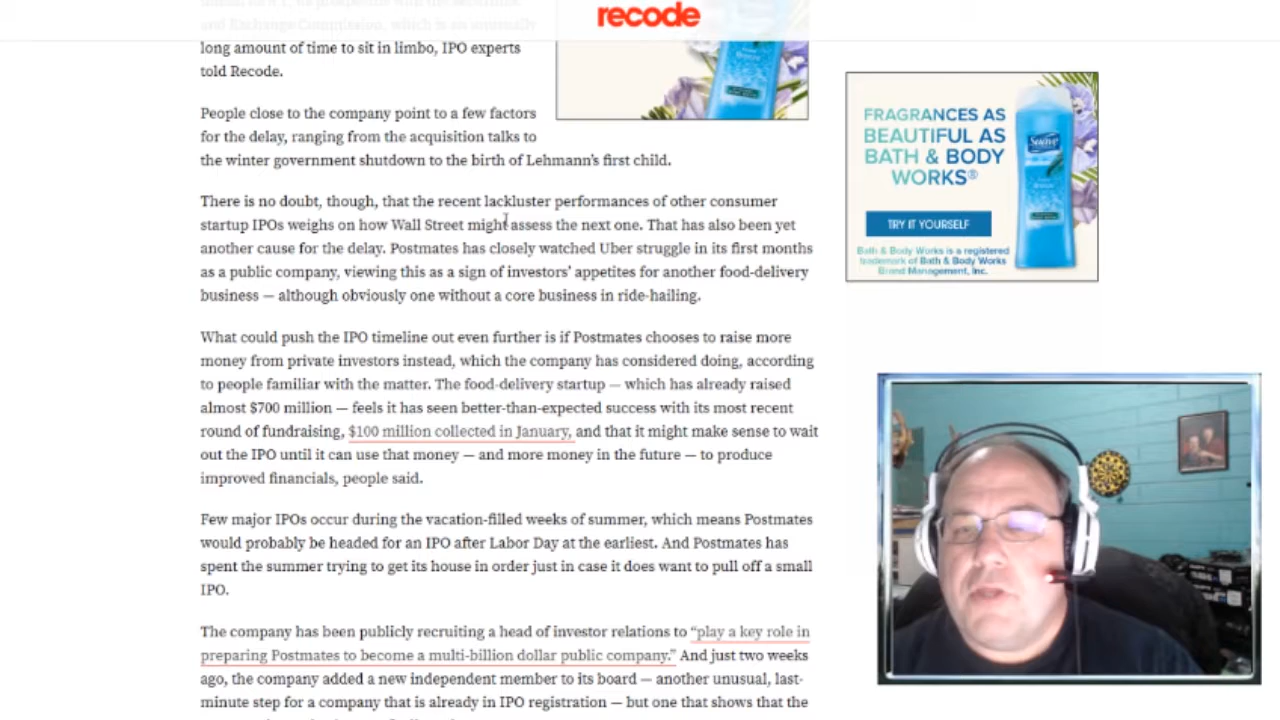 recode
and Exchange Commission, which is an unusually
long amount of time to sit in limbo, IPO experts
told Recode.
People close to the company point to a few factors
for the delay, ranging from the acquisition talks to
the winter government shutdown to the birth of Lehmann's first child.
There is no doubt, though, that the recent lackluster performances of other consumer
startup IPOs weighs on how Wall Street might assess the next one. That has also been yet
another cause for the delay. Postmates has closely watched Uber struggle in its first months
as a public company, viewing this as a sign of investors' appetites for another food-delivery
business — although obviously one without a core business in ride-hailing.
What could push the IPO timeline out even further is if Postmates chooses to raise more
money from private investors instead, which the company has considered doing, according
to people familiar with the matter. The food-delivery startup — which has already raised
almost $700 million — feels it has seen better-than-expected success with its most recent
round of fundraising, $100 million collected in January, and that it might make sense to wait
out the IPO until it can use that money — and more money in the future — to produce
improved financials, people said.
Few major IPOs occur during the vacation-filled weeks of summer, which means Postmates
would probably be headed for an IPO after Labor Day at the earliest. And Postmates has
spent the summer trying to get its house in order just in case it does want to pull off a small
IPO.
The company has been publicly recruiting a head of investor relations to “play a key role in
preparing Postmates to become a multi-billion dollar public company.” And just two weeks
ago, the company added a new independent member to its board — another unusual, last-
minute step for a company that is already in IPO registration — but one that shows that the
FRAGRANCES AS
BEAUTIFUL AS
BATH & BODY
WORKS®
TRY IT YOURSELF
Bath & Body Works is a registered
trademark of Bath & Body Works
Brand Management, Inc.
Suave